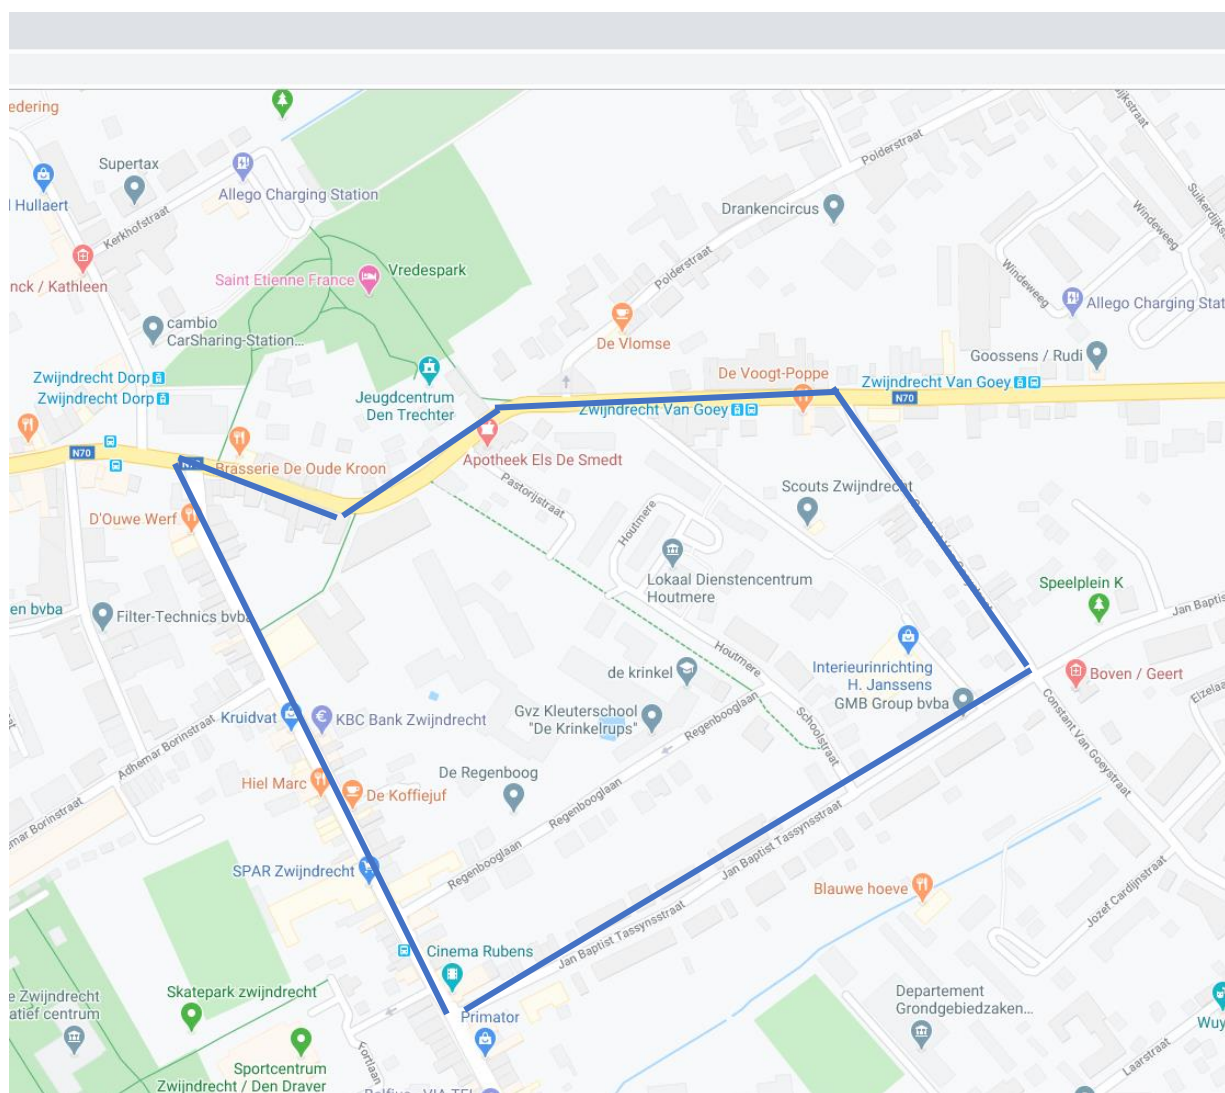 edering
Supertax
Allego Charging Station
l Hullaert
Kerkhofstraat
nck / Kathleen
Saint Etienne France
Vredespark
cambio
CarSharing-Station...
Polderstraat
Drankencircus
Polderstraat
Windeweg
Windeweg
Allego Charging Stat
De Vlomse
Goossens / Rudi
Zwijndrecht Dorp
Zwijndrecht Dorp
Jeugdcentrum
Den Trechter
De Voogt-Poppe
Zwijndrecht Van Goey
Zwijndrecht Van Goey
N70
N70
Brasserie De Oude Kroon
Apotheek Els De Smedt
Pastorijstraat
D'Ouwe Werf
Scouts Zwijndrecht
Houtmere
Lokaal Dienstencentrum
Houtmere
Speelplein K
Jan Baptis
en bvba
Filter-Technics bvba
Houtmere
de krinkel
Interieurinrichting
H. Janssens
GMB Group bvba
Boven / Geert
Elzelaa
Constant Van Goeystraat
Kruidvat
KBC Bank Zwijndrecht
Gvz Kleuterschool
"De Krinkelrups"
Regenbooglaan
Schoolstraat
Adhemar Borinstraat
mar Borinstraat
Hiel Marc
De Koffiejuf
De Regenboog
Regenbooglaan
Regenbooglaan
Jan Baptist Tassynsstraat
SPAR Zwijndrecht
Blauwe hoeve
Jozef Cardijnstraat
Jan Baptist Tassynsstraat
Cinema Rubens
Skatepark zwijndrecht
e Zwijndrecht
atief centrum
Primator
Departement
Grondgebiedzaken...
Wuy
Fortlaan
Laarstraat
Sportcentrum
Zwijndrecht / Den Draver